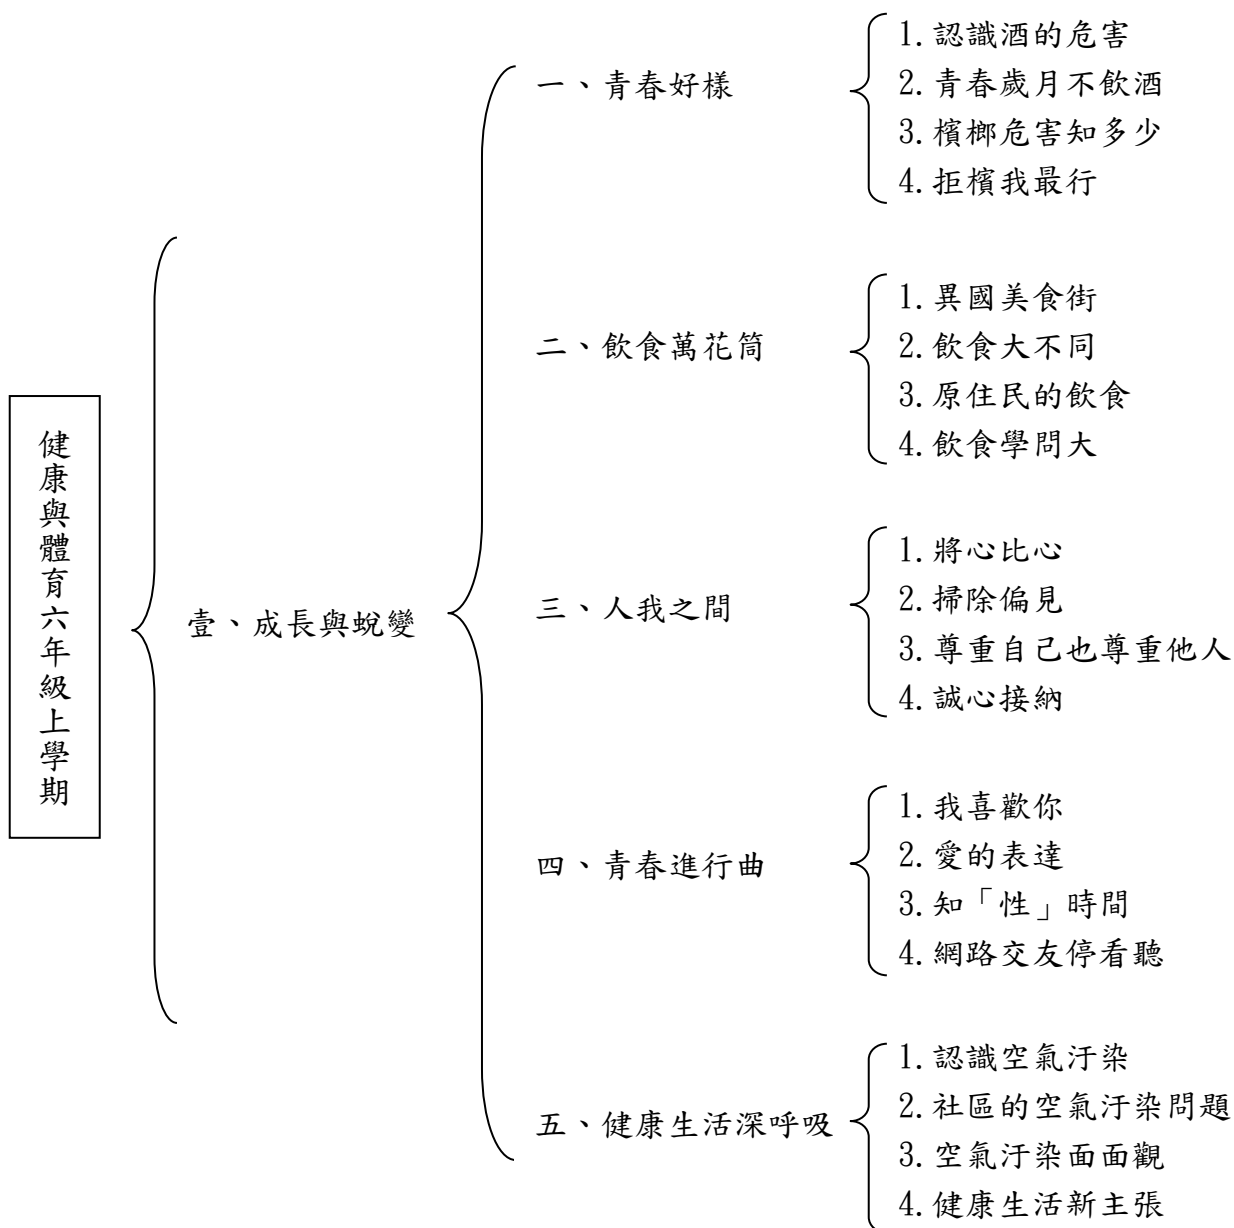 健康與體育六年級上學期
壹、成長與蛻變
一、青春好樣
1.認識酒的危害
2.青春歲月不飲酒
3.檳榔危害知多少
4.拒檳我最行
二、飲食萬花筒
1.異國美食街
2.飲食大不同
3.原住民的飲食
4.飲食學問大
三、人我之間
1.將心比心
2.掃除偏見
3.尊重自己也尊重他人
4.誠心接納
四、青春進行曲
1.我喜歡你
2.愛的表達
3.知「性」時間
4.網路交友停看聽
五、健康生活深呼吸
1.認識空氣汙染
2.社區的空氣汙染問題
3.空氣汙染面面觀
4.健康生活新主張